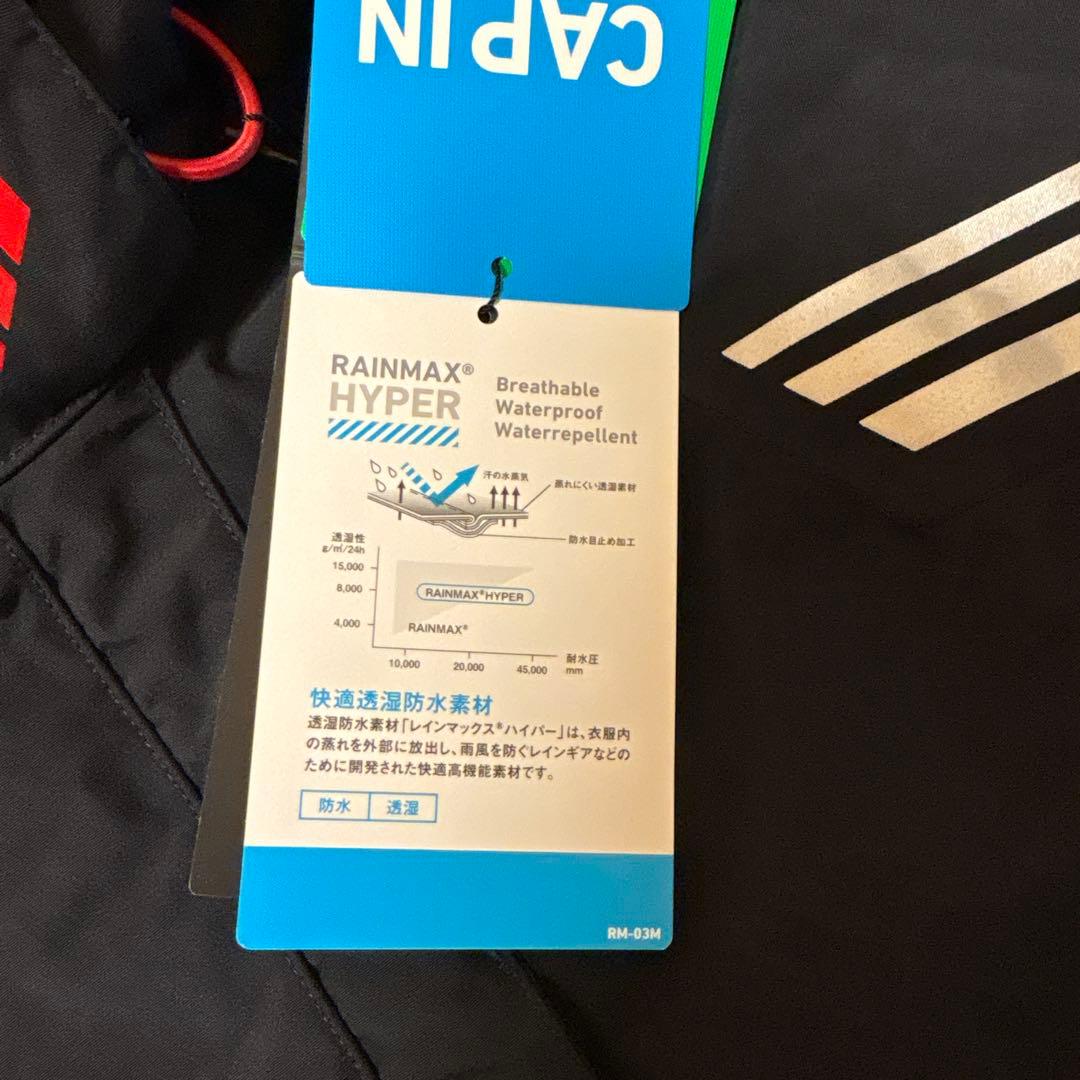 CAPIN
RAINMAX®
HYPER
Breathable
Waterproof
Waterrepellent
汗の水蒸気
蒸れにくい透湿素材
防水目止め加工
透湿性
g/㎡/24h
15,000
8,000
4,000
RAINMAX®HYPER
RAINMAX®
10,000
20,000
45,000
耐水圧
mm
快適透湿防水素材
透湿防水素材「レインマックス®ハイパー」は、衣服内
の蒸れを外部に放出し、雨風を防ぐレインギアなどの
ために開発された快適高機能素材です。
防水 透湿
RM-03M